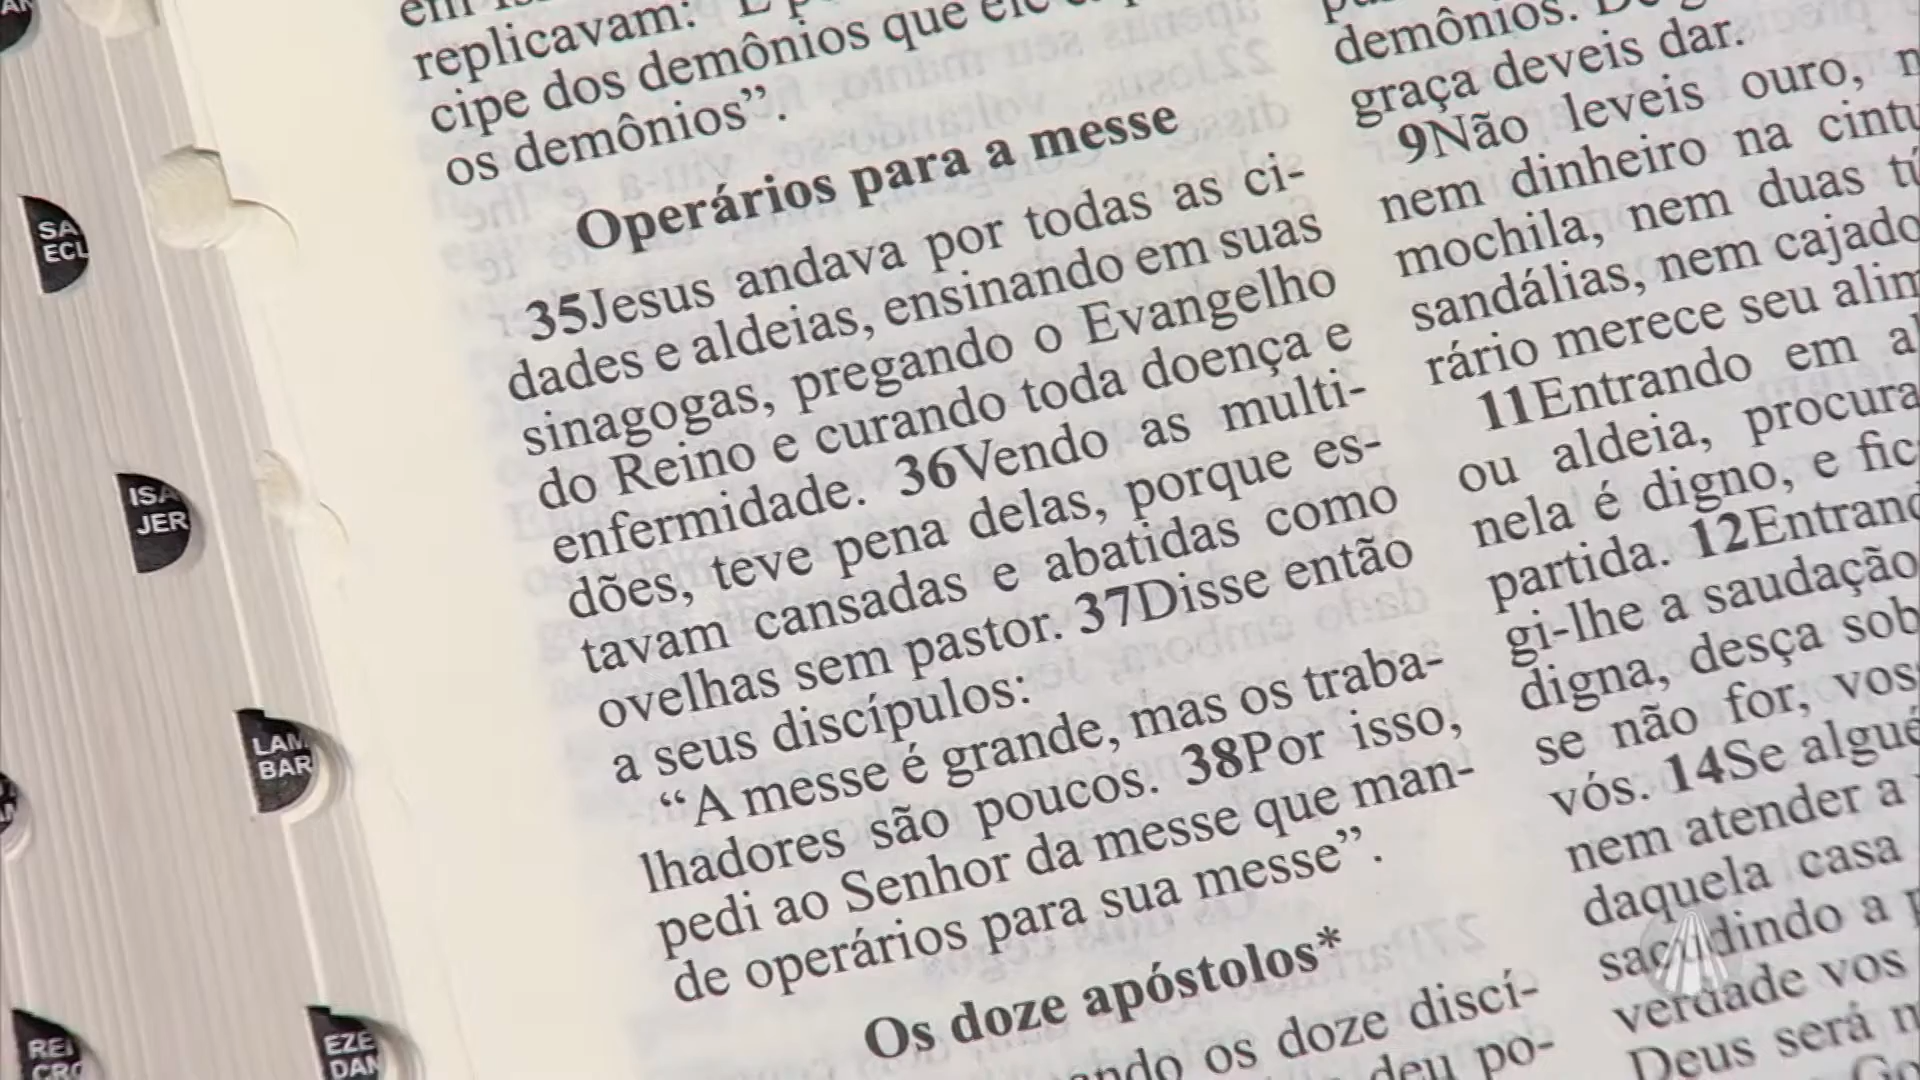 SA
ECL
ISA
JER
LAM
BAR
REI
CRO
EZE
DAN
replicavam:
cipe dos demônios que ele
os demônios”.
Operários para a messe
35Jesus andava por todas as ci-
dades e aldeias, ensinando em suas
sinagogas, pregando o Evangelho
do Reino e curando toda doença e
enfermidade. 36Vendo as multi-
dões, teve pena delas, porque es-
tavam cansadas e abatidas como
ovelhas sem pastor. 37Disse então
a seus discípulos:
“A messe é grande, mas os traba-
lhadores são poucos. 38Por isso,
pedi ao Senhor da messe que man-
de operários para sua messe”.
Os doze apóstolos*
os doze discí-
deu po-
demônios.
graça deveis dar.
9Não leveis ouro, n
nem dinheiro na cintu
mochila, nem duas tú
sandálias, nem cajado
rário merece seu alim
11Entrando em al
ou aldeia, procura
nela é digno, e fic
partida. 12Entrand
gi-lhe a saudação
digna, desça sob
se não for, vos
vós. 14Se algué
nem atender a
daquela casa
sacudindo a p
verdade vos
Deus será m
Go